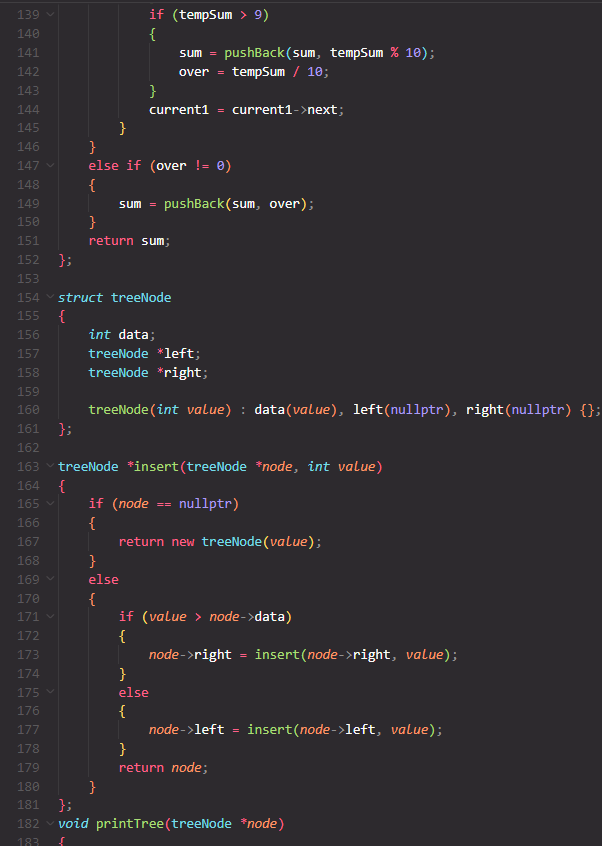 139 if (tempSum > 9)
140 {
141 sum = pushBack(sum, tempSum % 10);
142 over = tempSum / 10;
143 }
144 current1 = current1->next;
145 }
146 }
147 else if (over != 0)
148 {
149 sum = pushBack(sum, over);
150 }
151 return sum;
152 };
153
154 struct treeNode
155 {
156 int data;
157 treeNode *left;
158 treeNode *right;
159
160 treeNode(int value) : data(value), left(nullptr), right(nullptr) {};
161 };
162
163 treeNode *insert(treeNode *node, int value)
164 {
165 if (node == nullptr)
166 {
167 return new treeNode(value);
168 }
169 else
170 {
171 if (value > node->data)
172 {
173 node->right = insert(node->right, value);
174 }
175 else
176 {
177 node->left = insert(node->left, value);
178 }
179 return node;
180 }
181 };
182 void printTree(treeNode *node)
183 {